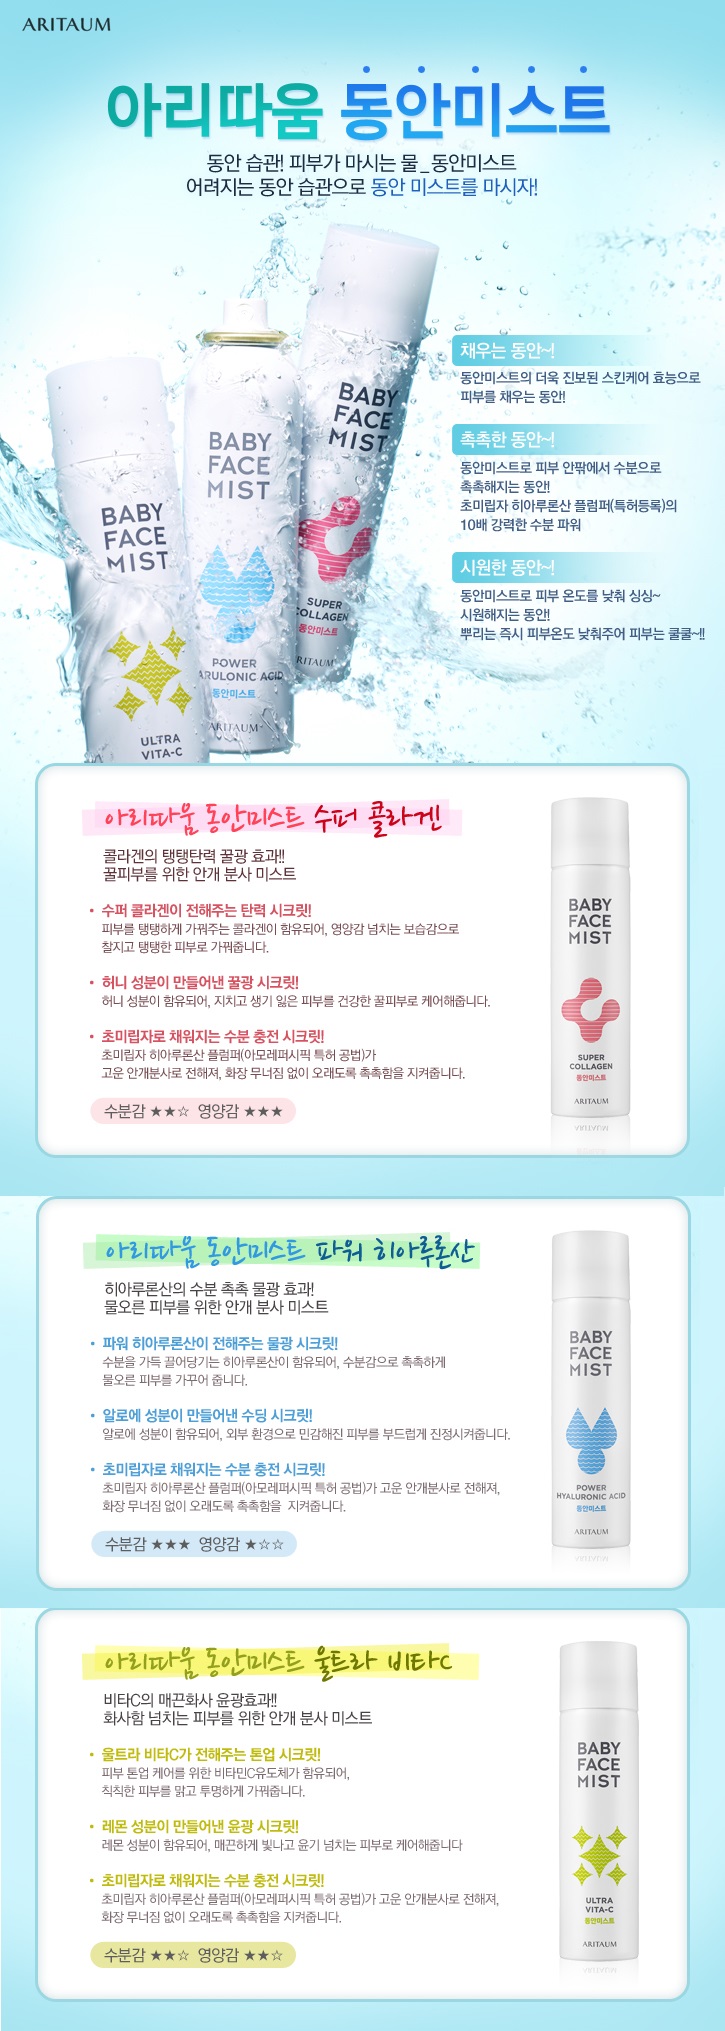 ARITAUM
아리따움 동안미스트
동안 습관! 피부가 마시는 물_동안미스트
어려지는 동안 습관으로 동안 미스트를 마시자!
채우는 동안~!
동안미스트의 더욱 진보된 스킨케어 효능으로
피부를 채우는 동안!
촉촉한 동안~!
동안미스트로 피부 안팎에서 수분으로
촉촉해지는 동안!
초미립자 히아루론산 플럼퍼(특허등록)의
10배 강력한 수분 파워
시원한 동안~!
동안미스트로 피부 온도를 낮춰 싱싱~
시원해지는 동안!
뿌리는 즉시 피부온도 낮춰주어 피부는 쿨쿨~!!
BABY
FACE
MIST
SUPER
COLLAGEN
동안미스트
RITAUM
BABY
FACE
MIST
POWER
ARULONIC ACID
동안미스트
ARITAUM
BABY
FACE
MIST
ULTRA
VITA-C
아리따움 동안미스트 수퍼 콜라겐
콜라겐의 탱탱탄력 꿀광 효과!!
꿀피부를 위한 안개 분사 미스트
• 수퍼 콜라겐이 전해주는 탄력 시크릿!
피부를 탱탱하게 가꿔주는 콜라겐이 함유되어, 영양감 넘치는 보습감으로
찰지고 탱탱한 피부로 가꿔줍니다.
• 허니 성분이 만들어낸 꿀광 시크릿!
허니 성분이 함유되어, 지치고 생기 잃은 피부를 건강한 꿀피부로 케어해줍니다.
• 초미립자로 채워지는 수분 충전 시크릿!
초미립자 히아루론산 플럼퍼(아모레퍼시픽 특허 공법)가
고운 안개분사로 전해져, 화장 무너짐 없이 오래도록 촉촉함을 지켜줍니다.
수분감 ★★☆ 영양감 ★★★
BABY
FACE
MIST
SUPER
COLLAGEN
동안미스트
ARITAUM
아리따움 동안미스트 파워 히아루론산
히아루론산의 수분 촉촉 물광 효과!
물오른 피부를 위한 안개 분사 미스트
• 파워 히아루론산이 전해주는 물광 시크릿!
수분을 가득 끌어당기는 히아루론산이 함유되어, 수분감으로 촉촉하게
물오른 피부를 가꾸어 줍니다.
• 알로에 성분이 만들어낸 수딩 시크릿!
알로에 성분이 함유되어, 외부 환경으로 민감해진 피부를 부드럽게 진정시켜줍니다.
• 초미립자로 채워지는 수분 충전 시크릿!
초미립자 히아루론산 플럼퍼(아모레퍼시픽 특허 공법)가 고운 안개분사로 전해져,
화장 무너짐 없이 오래도록 촉촉함을 지켜줍니다.
수분감 ★★★ 영양감 ★☆☆
BABY
FACE
MIST
POWER
HYALURONIC ACID
동안미스트
ARITAUM
아리따움 동안미스트 울트라 비타C
비타C의 매끈화사 윤광효과!!
화사함 넘치는 피부를 위한 안개 분사 미스트
• 울트라 비타C가 전해주는 톤업 시크릿!
피부 톤업 케어를 위한 비타민C유도체가 함유되어,
칙칙한 피부를 맑고 투명하게 가꿔줍니다.
• 레몬 성분이 만들어낸 윤광 시크릿!
레몬 성분이 함유되어, 매끈하게 빛나고 윤기 넘치는 피부로 케어해줍니다
• 초미립자로 채워지는 수분 충전 시크릿!
초미립자 히아루론산 플럼퍼(아모레퍼시픽 특허 공법)가 고운 안개분사로 전해져,
화장 무너짐 없이 오래도록 촉촉함을 지켜줍니다.
수분감 ★★☆ 영양감 ★★☆
BABY
FACE
MIST
ULTRA
VITA-C
동안미스트
ARITAUM